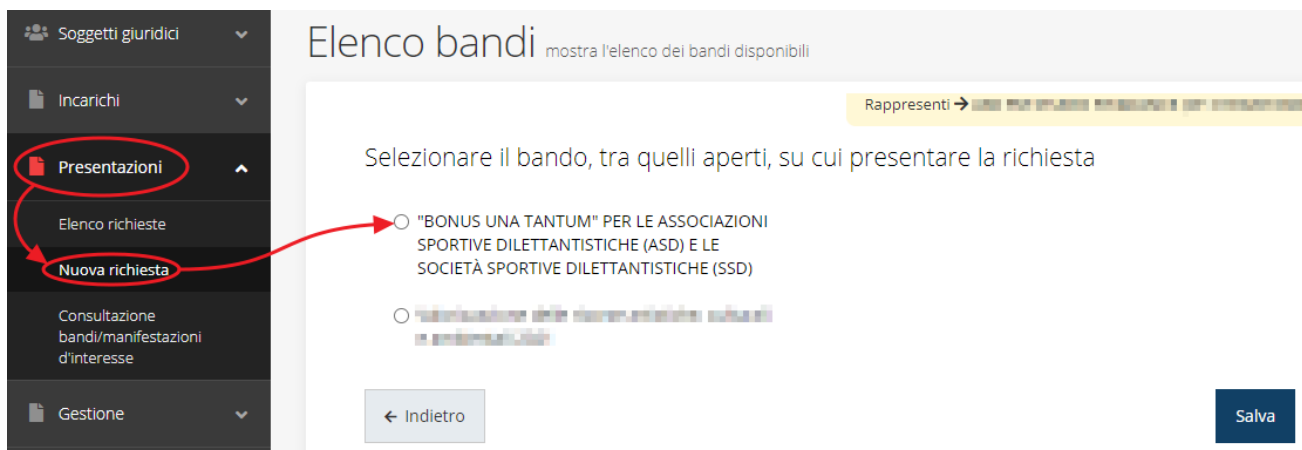 Soggetti giuridici
Incarichi
Presentazioni
Elenco richieste
Nuova richiesta
Consultazione
bandi/manifestazioni
d'interesse
Gestione
Elenco bandi mostra l'elenco dei bandi disponibili
Rappresenti →
Selezionare il bando, tra quelli aperti, su cui presentare la richiesta
"BONUS UNA TANTUM" PER LE ASSOCIAZIONI
SPORTIVE DILETTANTISTICHE (ASD) E LE
SOCIETÀ SPORTIVE DILETTANTISTICHE (SSD)
← Indietro
Salva